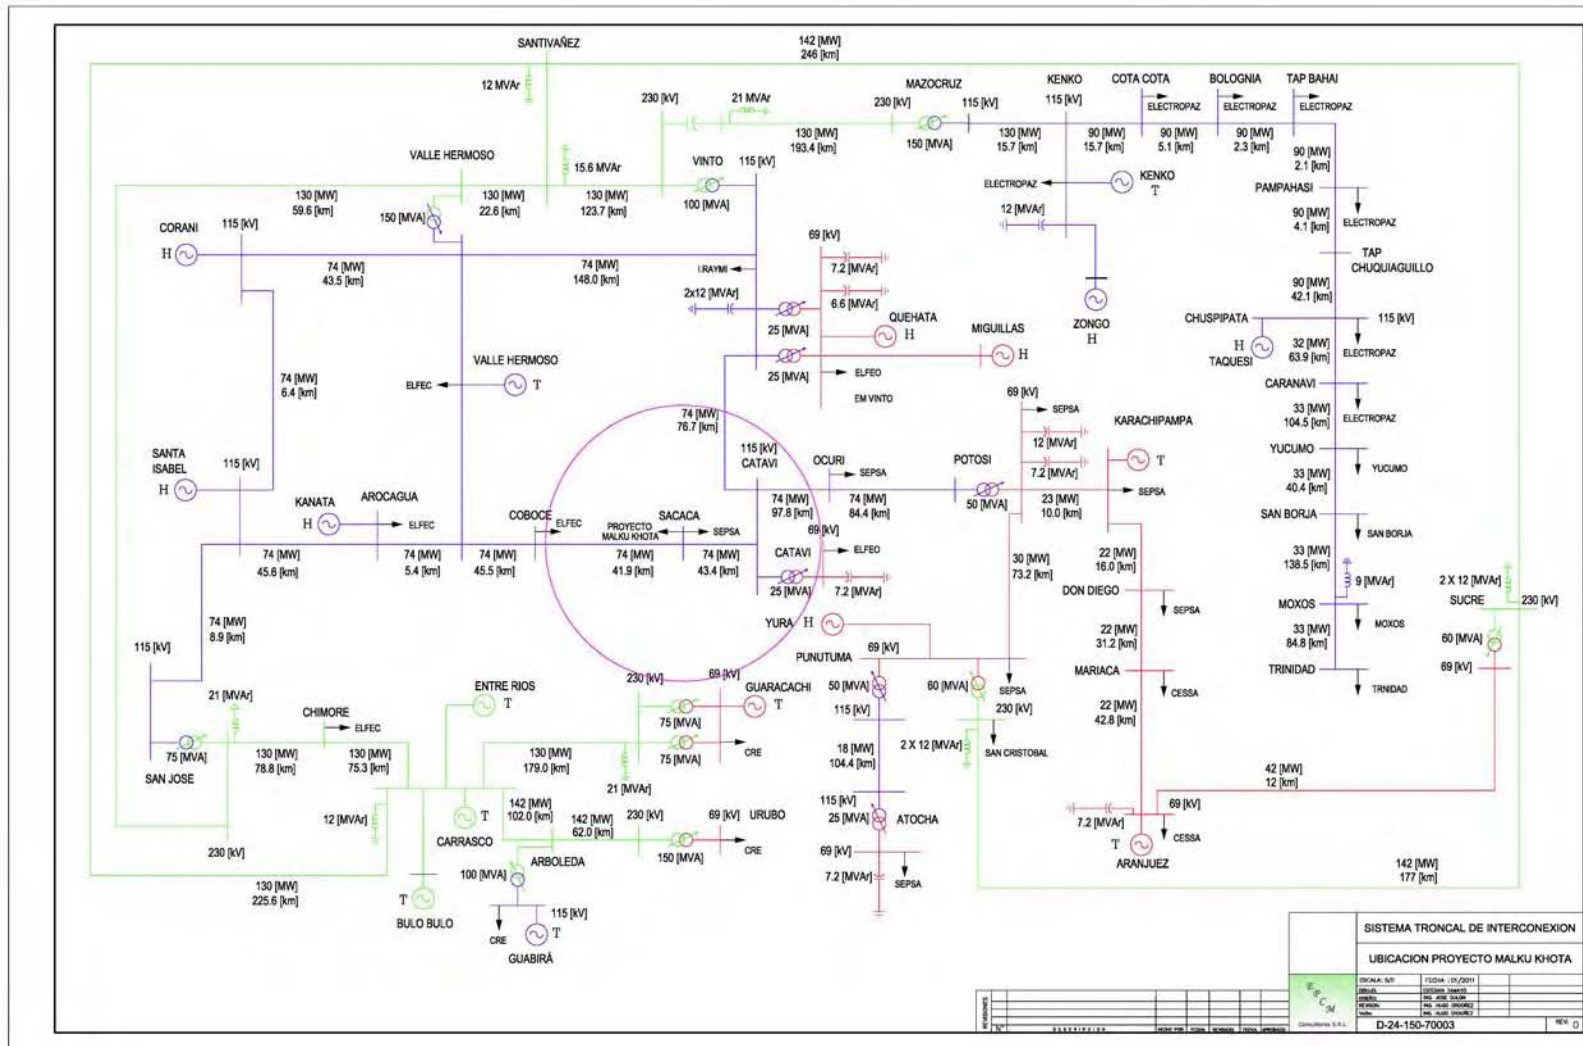 SANTIVAÑEZ
142 [MW]
246 [km]
12 MVAr
230 [kV]
21 MVAr
MAZOCRUZ
230 [kV]
115 [kV]
KENKO
115 [kV]
COTA COTA
BOLOGNIA
TAP BAHAI
ELECTROPAZ
ELECTROPAZ
ELECTROPAZ
130 [MW]
193.4 [km]
150 [MVA]
130 [MW]
15.7 [km]
90 [MW]
15.7 [km]
90 [MW]
5.1 [km]
90 [MW]
2.3 [km]
90 [MW]
2.1 [km]
VALLE HERMOSO
15.6 MVAr
VINTO
115 [kV]
100 [MVA]
130 [MW]
59.6 [km]
150 [MVA]
130 [MW]
22.6 [km]
130 [MW]
123.7 [km]
ELECTROPAZ
KENKO
T
PAMPAHASI
ELECTROPAZ
90 [MW]
4.1 [km]
12 [MVAr]
CORANI
H
115 [kV]
74 [MW]
43.5 [km]
74 [MW]
148.0 [km]
I.RAYMI
69 [kV]
7.2 [MVAr]
6.6 [MVAr]
2x12 [MVAr]
25 [MVA]
QUEHATA
H
MIGUILLAS
H
25 [MVA]
ELFEO
EM VINTO
ZONGO
H
TAP
CHUQUIAGUILLO
90 [MW]
42.1 [km]
CHUSPIPATA
115 [kV]
H
TAQUESI
ELECTROPAZ
32 [MW]
63.9 [km]
CARANAVI
ELECTROPAZ
33 [MW]
104.5 [km]
YUCUMO
YUCUMO
33 [MW]
40.4 [km]
SAN BORJA
SAN BORJA
33 [MW]
138.5 [km]
9 [MVAr]
MOXOS
MOXOS
33 [MW]
84.8 [km]
TRINIDAD
TRNIDAD
VALLE HERMOSO
ELFEC
T
74 [MW]
6.4 [km]
74 [MW]
76.7 [km]
SANTA
ISABEL
H
115 [kV]
KANATA
H
AROCAGUA
ELFEC
COBOCE
ELFEC
PROYECTO
MALKU KHOTA
SACACA
SEPSA
115 [kV]
CATAVI
OCURI
SEPSA
POTOSI
50 [MVA]
74 [MW]
97.8 [km]
74 [MW]
84.4 [km]
69 [kV]
SEPSA
12 [MVAr]
7.2 [MVAr]
KARACHIPAMPA
T
SEPSA
23 [MW]
10.0 [km]
74 [MW]
45.6 [km]
74 [MW]
5.4 [km]
74 [MW]
45.5 [km]
74 [MW]
41.9 [km]
74 [MW]
43.4 [km]
69 [kV]
ELFEO
CATAVI
25 [MVA]
7.2 [MVAr]
30 [MW]
73.2 [km]
22 [MW]
16.0 [km]
DON DIEGO
SEPSA
22 [MW]
31.2 [km]
MARIACA
CESSA
22 [MW]
42.8 [km]
2 X 12 [MVAr]
SUCRE
230 [kV]
60 [MVA]
69 [kV]
74 [MW]
8.9 [km]
115 [kV]
YURA
H
PUNUTUMA
69 [kV]
SEPSA
50 [MVA]
60 [MVA]
115 [kV]
230 [kV]
SAN CRISTOBAL
2 X 12 [MVAr]
18 [MW]
104.4 [km]
115 [kV]
25 [MVA]
ATOCHA
69 [kV]
7.2 [MVAr]
SEPSA
42 [MW]
12 [km]
7.2 [MVAr]
69 [kV]
CESSA
T
ARANJUEZ
142 [MW]
177 [km]
21 [MVAr]
CHIMORE
ELFEC
ENTRE RIOS
T
230 [kV]
69 [kV]
GUARACACHI
T
75 [MVA]
75 [MVA]
CRE
75 [MVA]
SAN JOSE
130 [MW]
78.8 [km]
130 [MW]
75.3 [km]
130 [MW]
179.0 [km]
21 [MVAr]
12 [MVAr]
T
CARRASCO
142 [MW]
102.0 [km]
142 [MW]
62.0 [km]
230 [kV]
69 [kV]
URUBO
CRE
150 [MVA]
ARBOLEDA
230 [kV]
130 [MW]
225.6 [km]
T
BULO BULO
100 [MVA]
115 [kV]
CRE
T
GUABIRÁ
SISTEMA TRONCAL DE INTERCONEXION
UBICACION PROYECTO MALKU KHOTA
ESCALA: S/E
FECHA : 01/2011
EPCM
Consultores S.R.L.
D-24-150-70003
REV. 0
REVISIONES
N°
DESCRIPCION